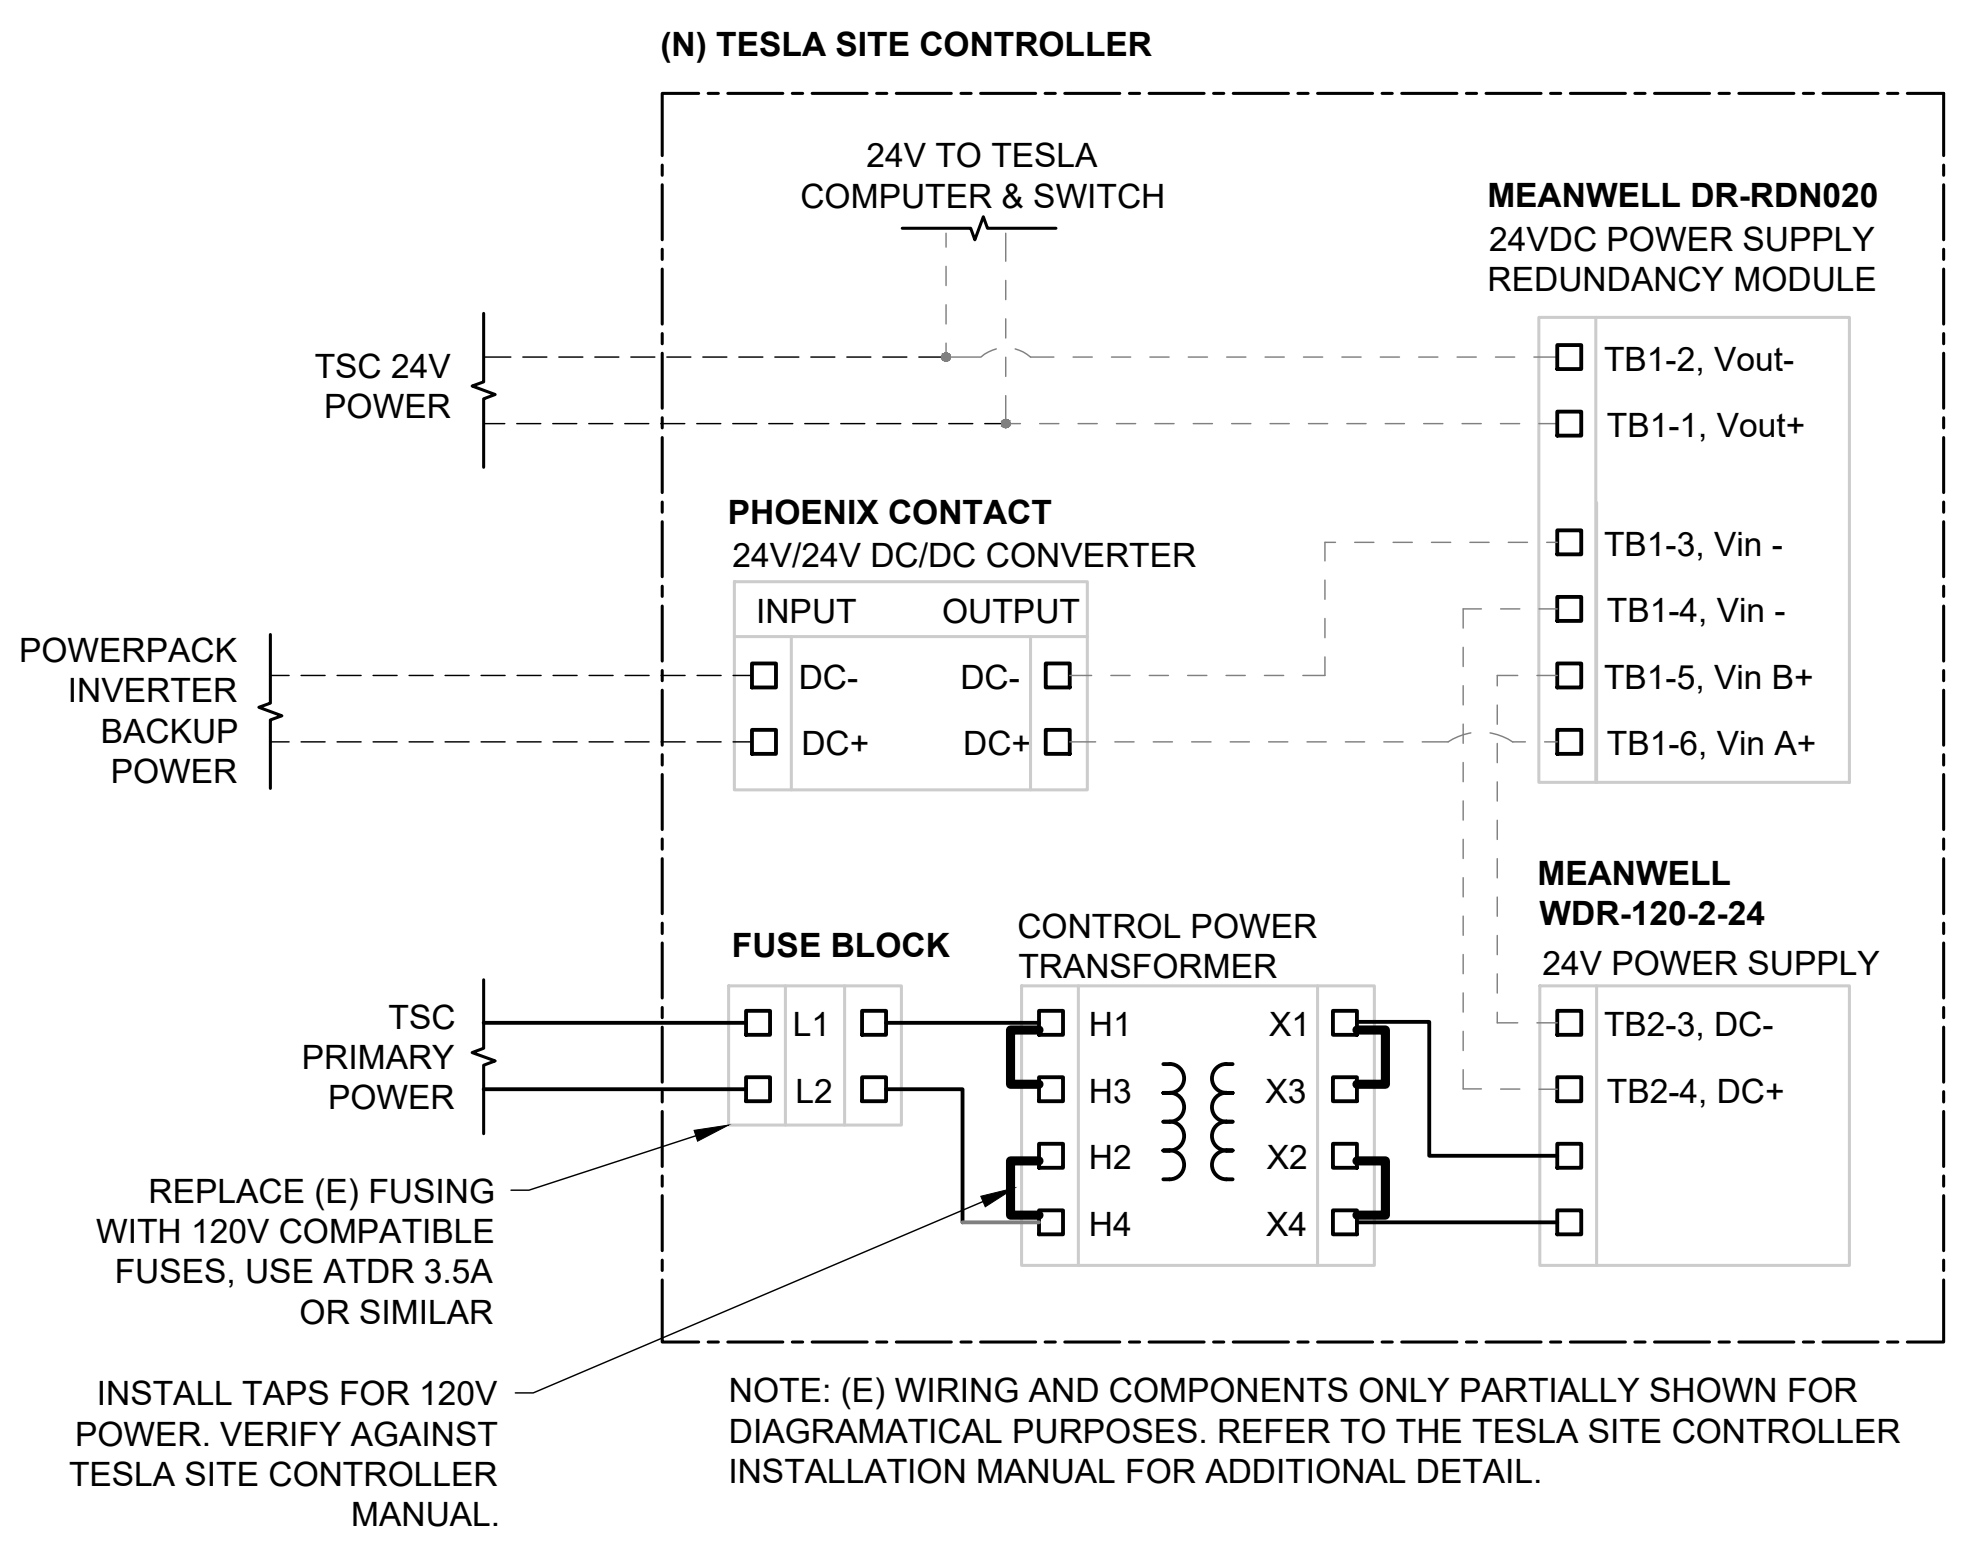 (N) TESLA SITE CONTROLLER
24V TO TESLA
COMPUTER & SWITCH
MEANWELL DR-RDN020
24VDC POWER SUPPLY
REDUNDANCY MODULE
TSC 24V
POWER
TB1-2, Vout-
TB1-1, Vout+
TB1-3, Vin -
TB1-4, Vin -
TB1-5, Vin B+
TB1-6, Vin A+
PHOENIX CONTACT
24V/24V DC/DC CONVERTER
INPUT OUTPUT
DC- DC-
DC+ DC+
POWERPACK
INVERTER
BACKUP
POWER
MEANWELL
WDR-120-2-24
24V POWER SUPPLY
TB2-3, DC-
TB2-4, DC+
FUSE BLOCK
L1
L2
CONTROL POWER
TRANSFORMER
H1 X1
H3 X3
H2 X2
H4 X4
TSC
PRIMARY
POWER
REPLACE (E) FUSING
WITH 120V COMPATIBLE
FUSES, USE ATDR 3.5A
OR SIMILAR
INSTALL TAPS FOR 120V
POWER. VERIFY AGAINST
TESLA SITE CONTROLLER
MANUAL.
NOTE: (E) WIRING AND COMPONENTS ONLY PARTIALLY SHOWN FOR
DIAGRAMATICAL PURPOSES. REFER TO THE TESLA SITE CONTROLLER
INSTALLATION MANUAL FOR ADDITIONAL DETAIL.